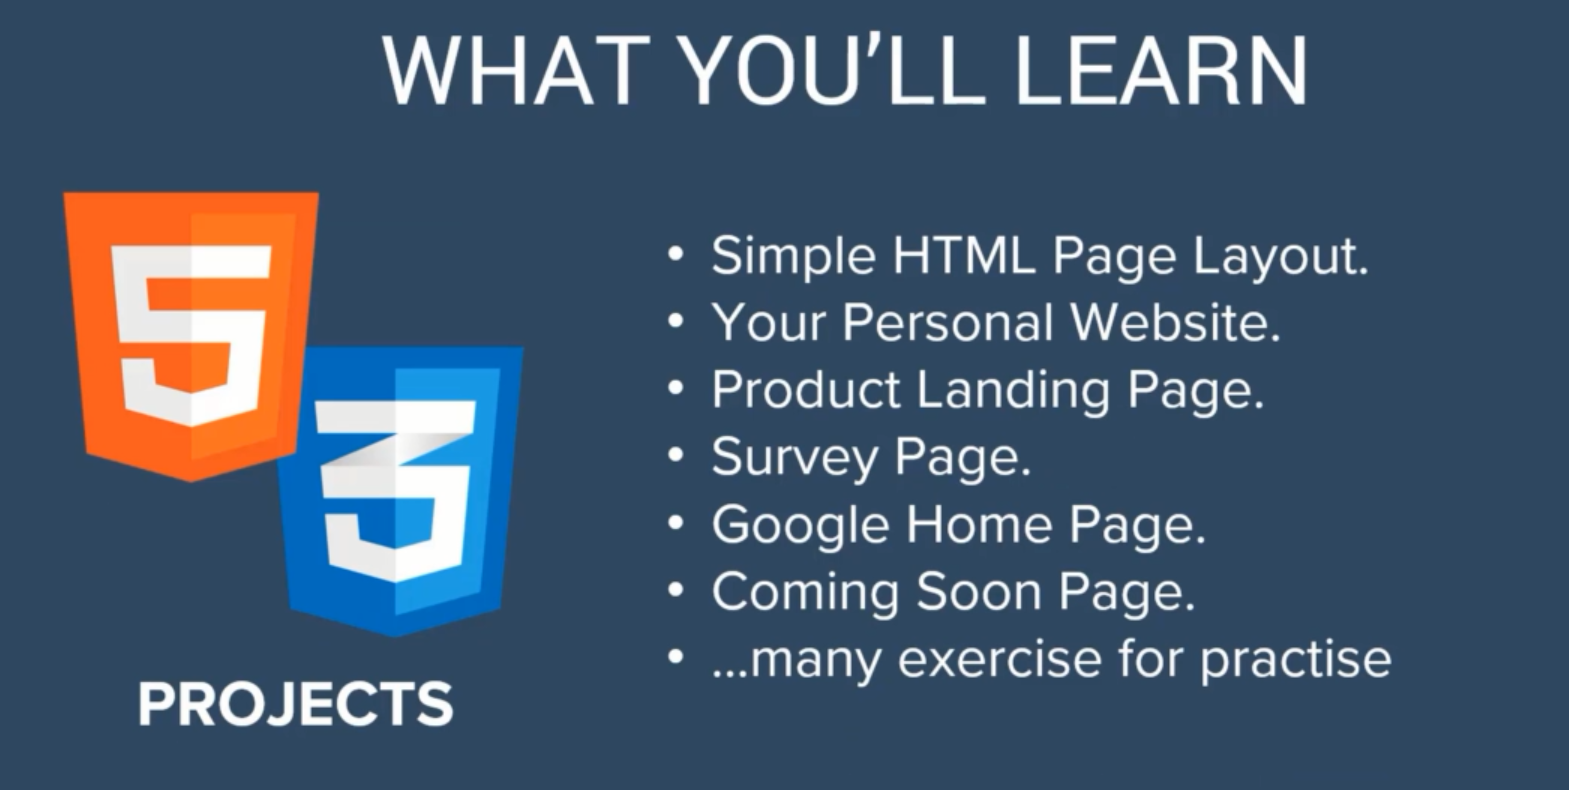 WHAT YOU'LL LEARN
5
3
PROJECTS
• Simple HTML Page Layout.
• Your Personal Website.
• Product Landing Page.
• Survey Page.
• Google Home Page.
• Coming Soon Page.
• ...many exercise for practise